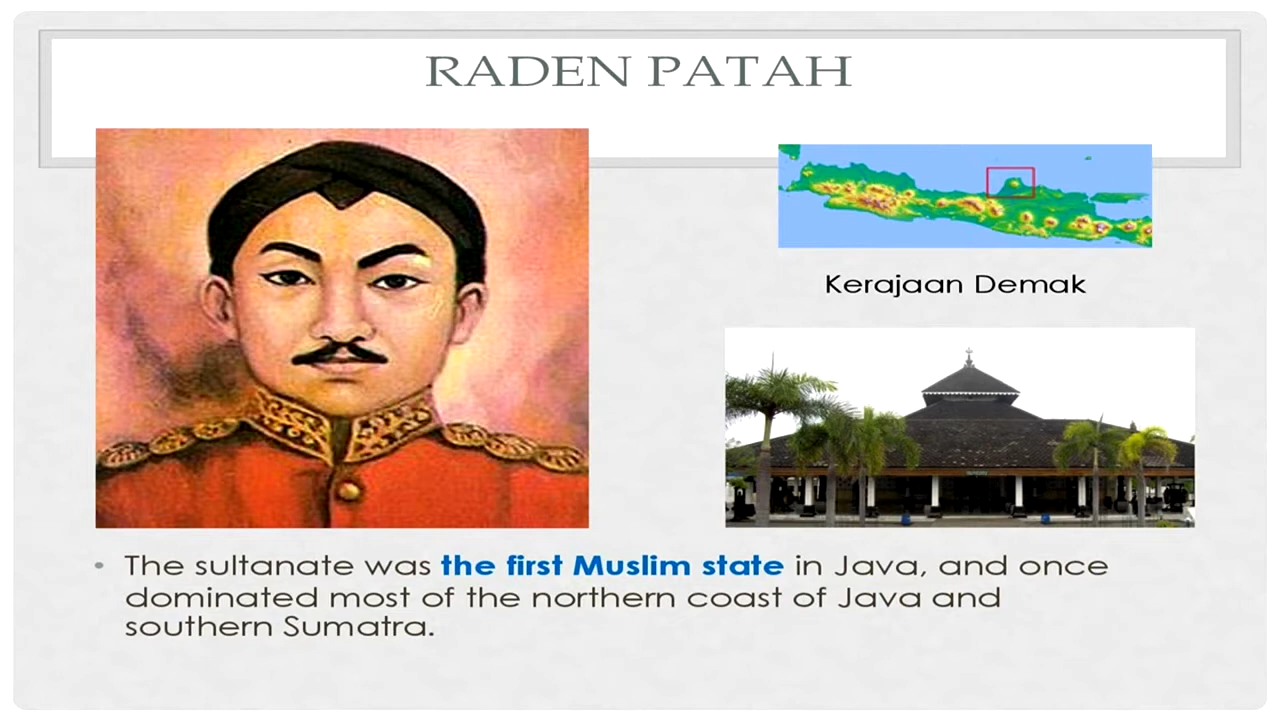 RADEN PATAH
Kerajaan Demak
• The sultanate was the first Muslim state in Java, and once
dominated most of the northern coast of Java and
southern Sumatra.